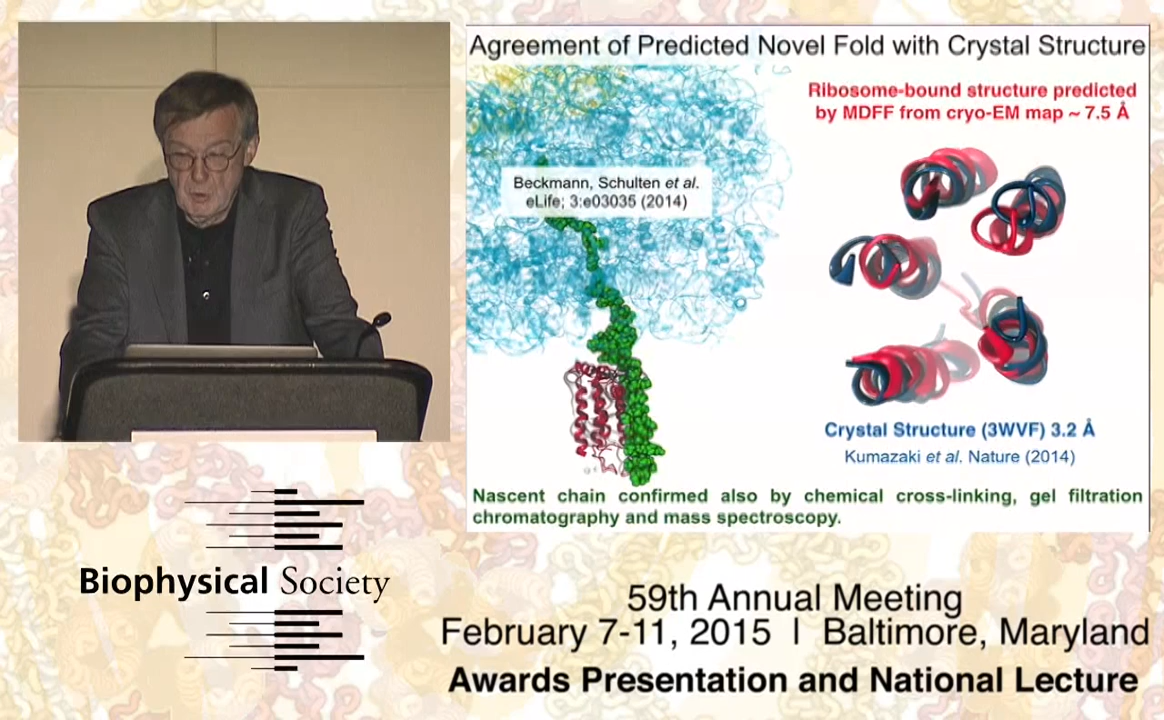 Agreement of Predicted Novel Fold with Crystal Structure
Ribosome-bound structure predicted
by MDFF from cryo-EM map ~ 7.5 Å
Beckmann, Schulten et al.
eLife; 3:e03035 (2014)
Crystal Structure (3WVF) 3.2 Å
Kumazaki et al. Nature (2014)
Nascent chain confirmed also by chemical cross-linking, gel filtration
chromatography and mass spectroscopy.
Biophysical Society
59th Annual Meeting
February 7-11, 2015 | Baltimore, Maryland
Awards Presentation and National Lecture